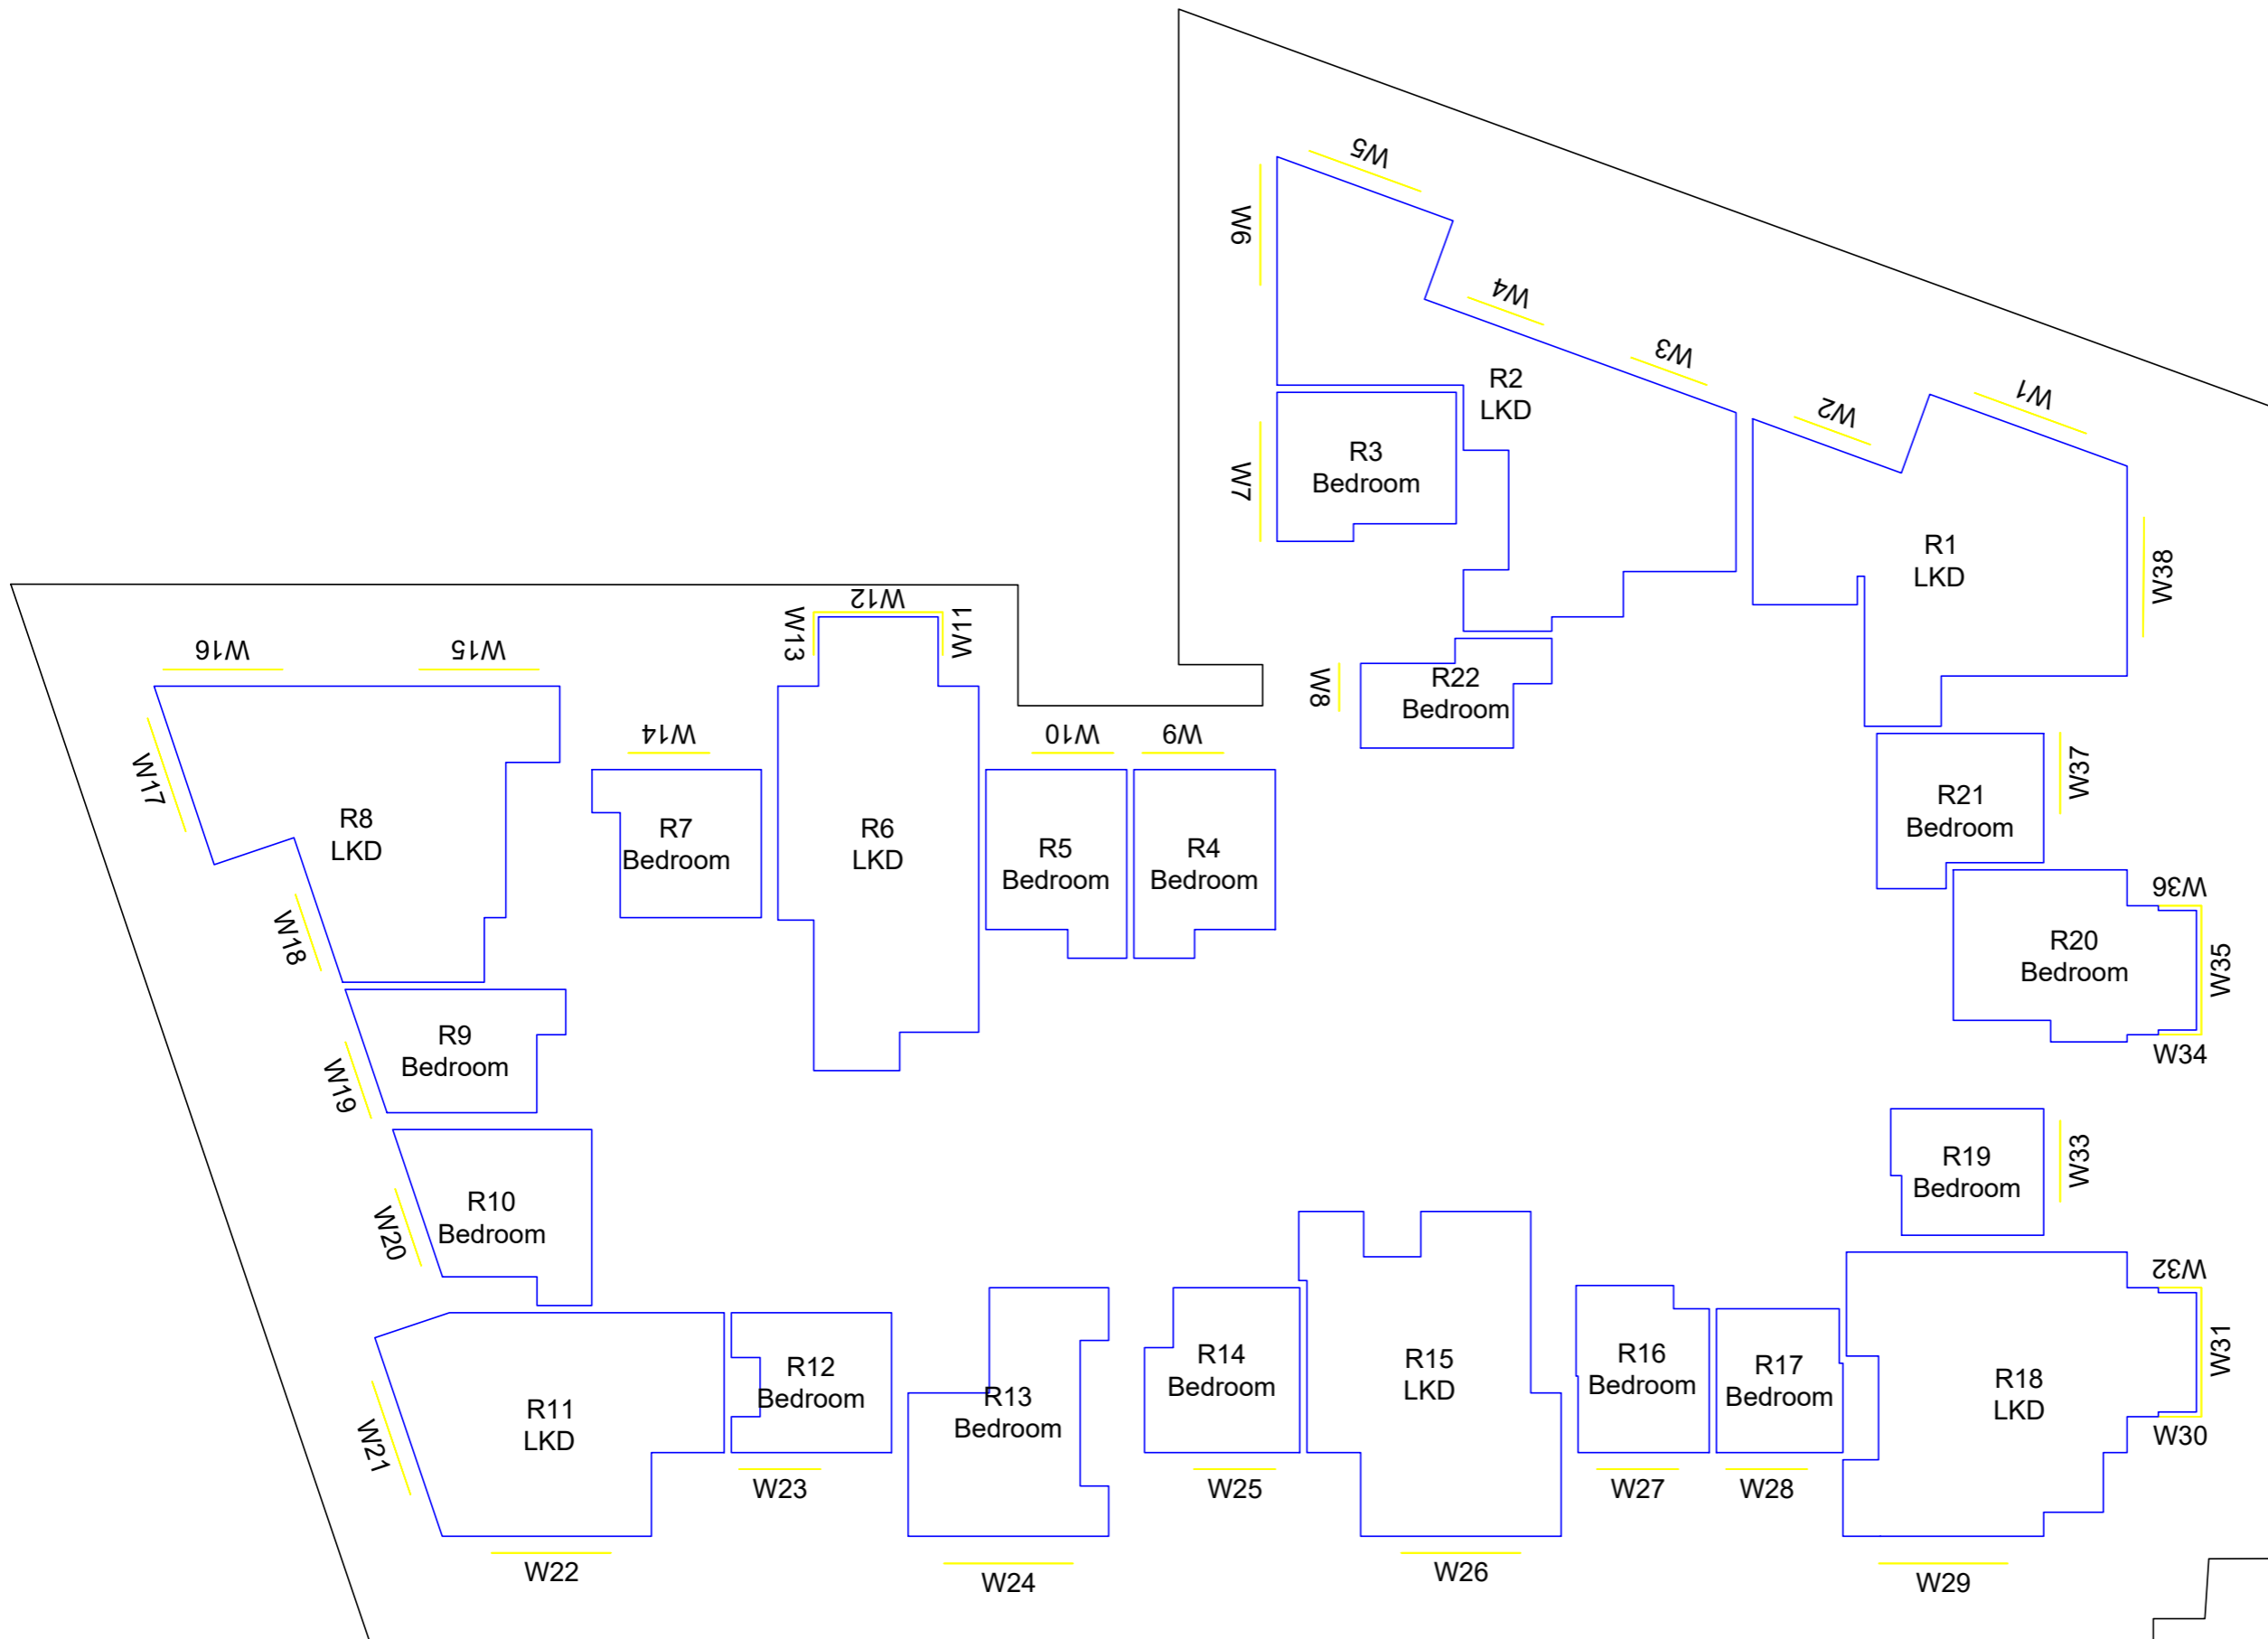 W5
W6
W4
W3
R2
LKD
W2
W1
R3
Bedroom
W7
R1
LKD
W38
W12
W13
W11
W16
W15
W8
R22
Bedroom
W14
W10
W9
W17
W37
R8
LKD
R7
Bedroom
R6
LKD
R5
Bedroom
R4
Bedroom
R21
Bedroom
W36
W18
R20
Bedroom
W35
R9
Bedroom
W34
W19
R19
Bedroom
W33
R10
Bedroom
W20
W32
R12
Bedroom
R13
Bedroom
R14
Bedroom
R15
LKD
R16
Bedroom
R17
Bedroom
R18
LKD
W31
R11
LKD
W21
W30
W23
W25
W27
W28
W22
W24
W26
W29